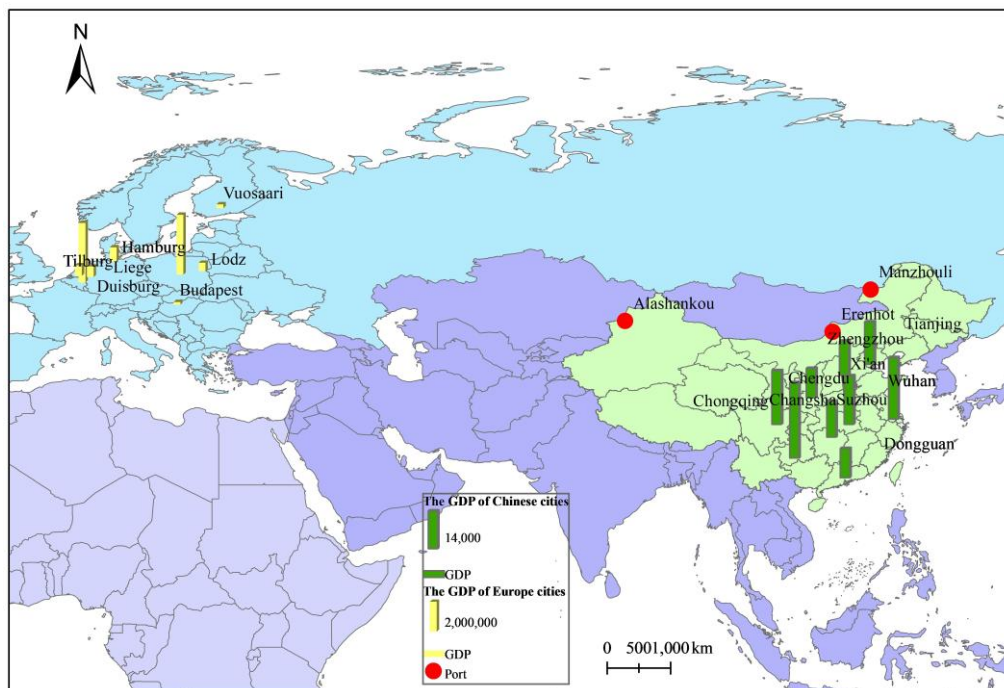 N
Vuosaari
Hamburg
Tilburg
Liege
Lodz
Duisburg
Budapest
Manzhouli
Alashankou
Erenhot
Tianjing
Zhengzhou
Xi'an
Chengdu
Wuhan
Chongqing
Changsha
Suzhou
Dongguan
The GDP of Chinese cities
14,000
GDP
The GDP of Europe cities
2,000,000
GDP
Port
0 5001,000 km